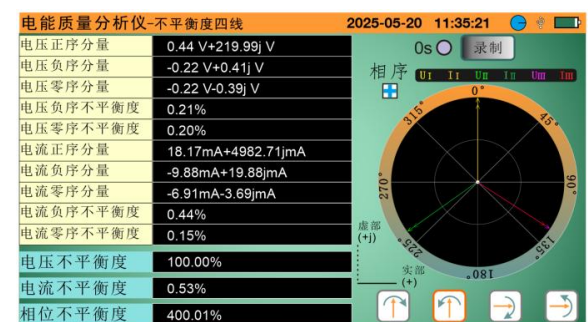 电能质量分析仪-不平衡度四线 2025-05-20 11:35:21
电压正序分量 0.44 V+219.99j V
电压负序分量 -0.22 V+0.41j V
电压零序分量 -0.22 V-0.39j V
电压负序不平衡度 0.21%
电压零序不平衡度 0.20%
电流正序分量 18.17mA+4982.71jmA
电流负序分量 -9.88mA+19.88jmA
电流零序分量 -6.91mA-3.69jmA
电流负序不平衡度 0.44%
电流零序不平衡度 0.15%
电压不平衡度 100.00%
电流不平衡度 0.53%
相位不平衡度 400.01%
0s 录制
相序 UI II UII III UIII IIII
0°
45°
90°
135°
180°
225°
270°
315°
虚部
(+j)
实部
(+)